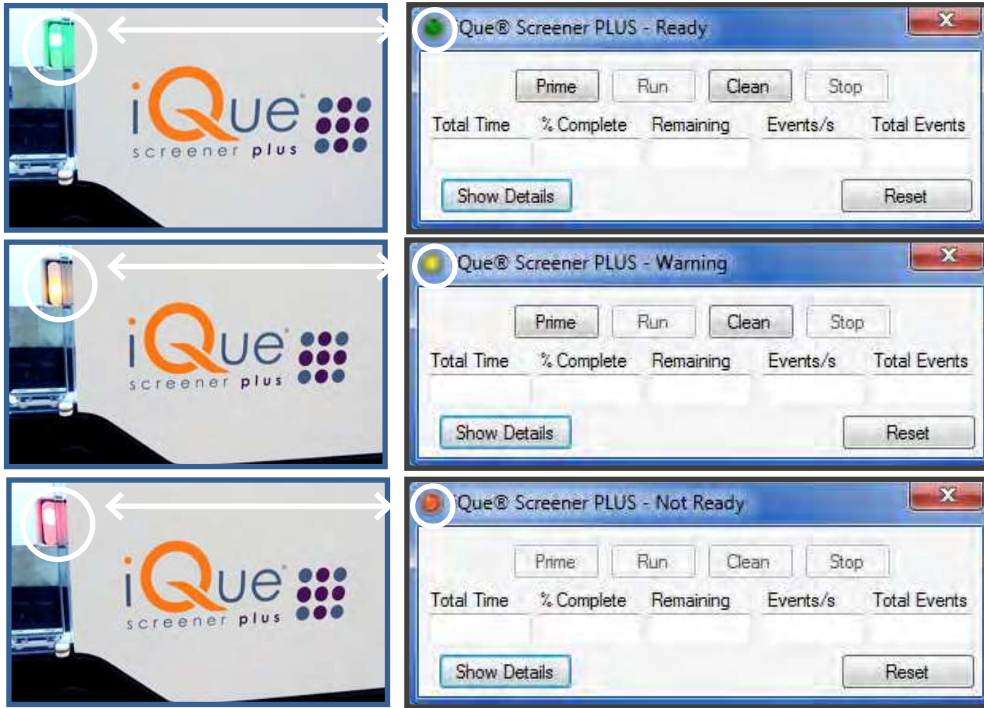 iQue®
screener plus
iQue® Screener PLUS - Ready
Prime Run Clean Stop
Total Time % Complete Remaining Events/s Total Events
Show Details Reset
iQue®
screener plus
Que® Screener PLUS - Warning
Prime Run Clean Stop
Total Time % Complete Remaining Events/s Total Events
Show Details Reset
iQue®
screener plus
Que® Screener PLUS - Not Ready
Prime Run Clean Stop
Total Time % Complete Remaining Events/s Total Events
Show Details Reset